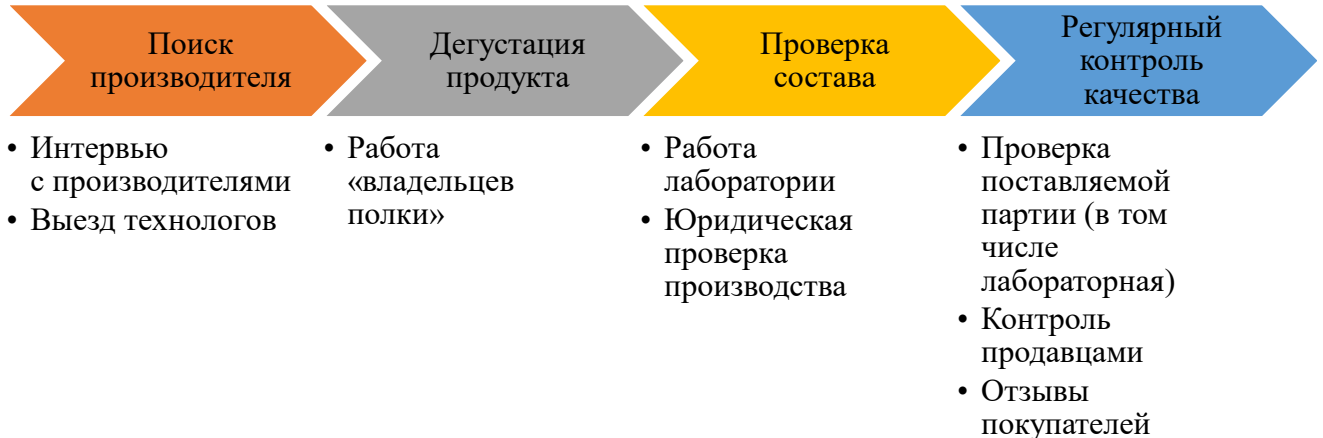 Поиск
производителя
• Интервью
с производителями
• Выезд технологов
Дегустация
продукта
• Работа
«владельцев
полки»
Проверка
состава
• Работа
лаборатории
• Юридическая
проверка
производства
Регулярный
контроль
качества
• Проверка
поставляемой
партии (в том
числе
лабораторная)
• Контроль
продавцами
• Отзывы
покупателей